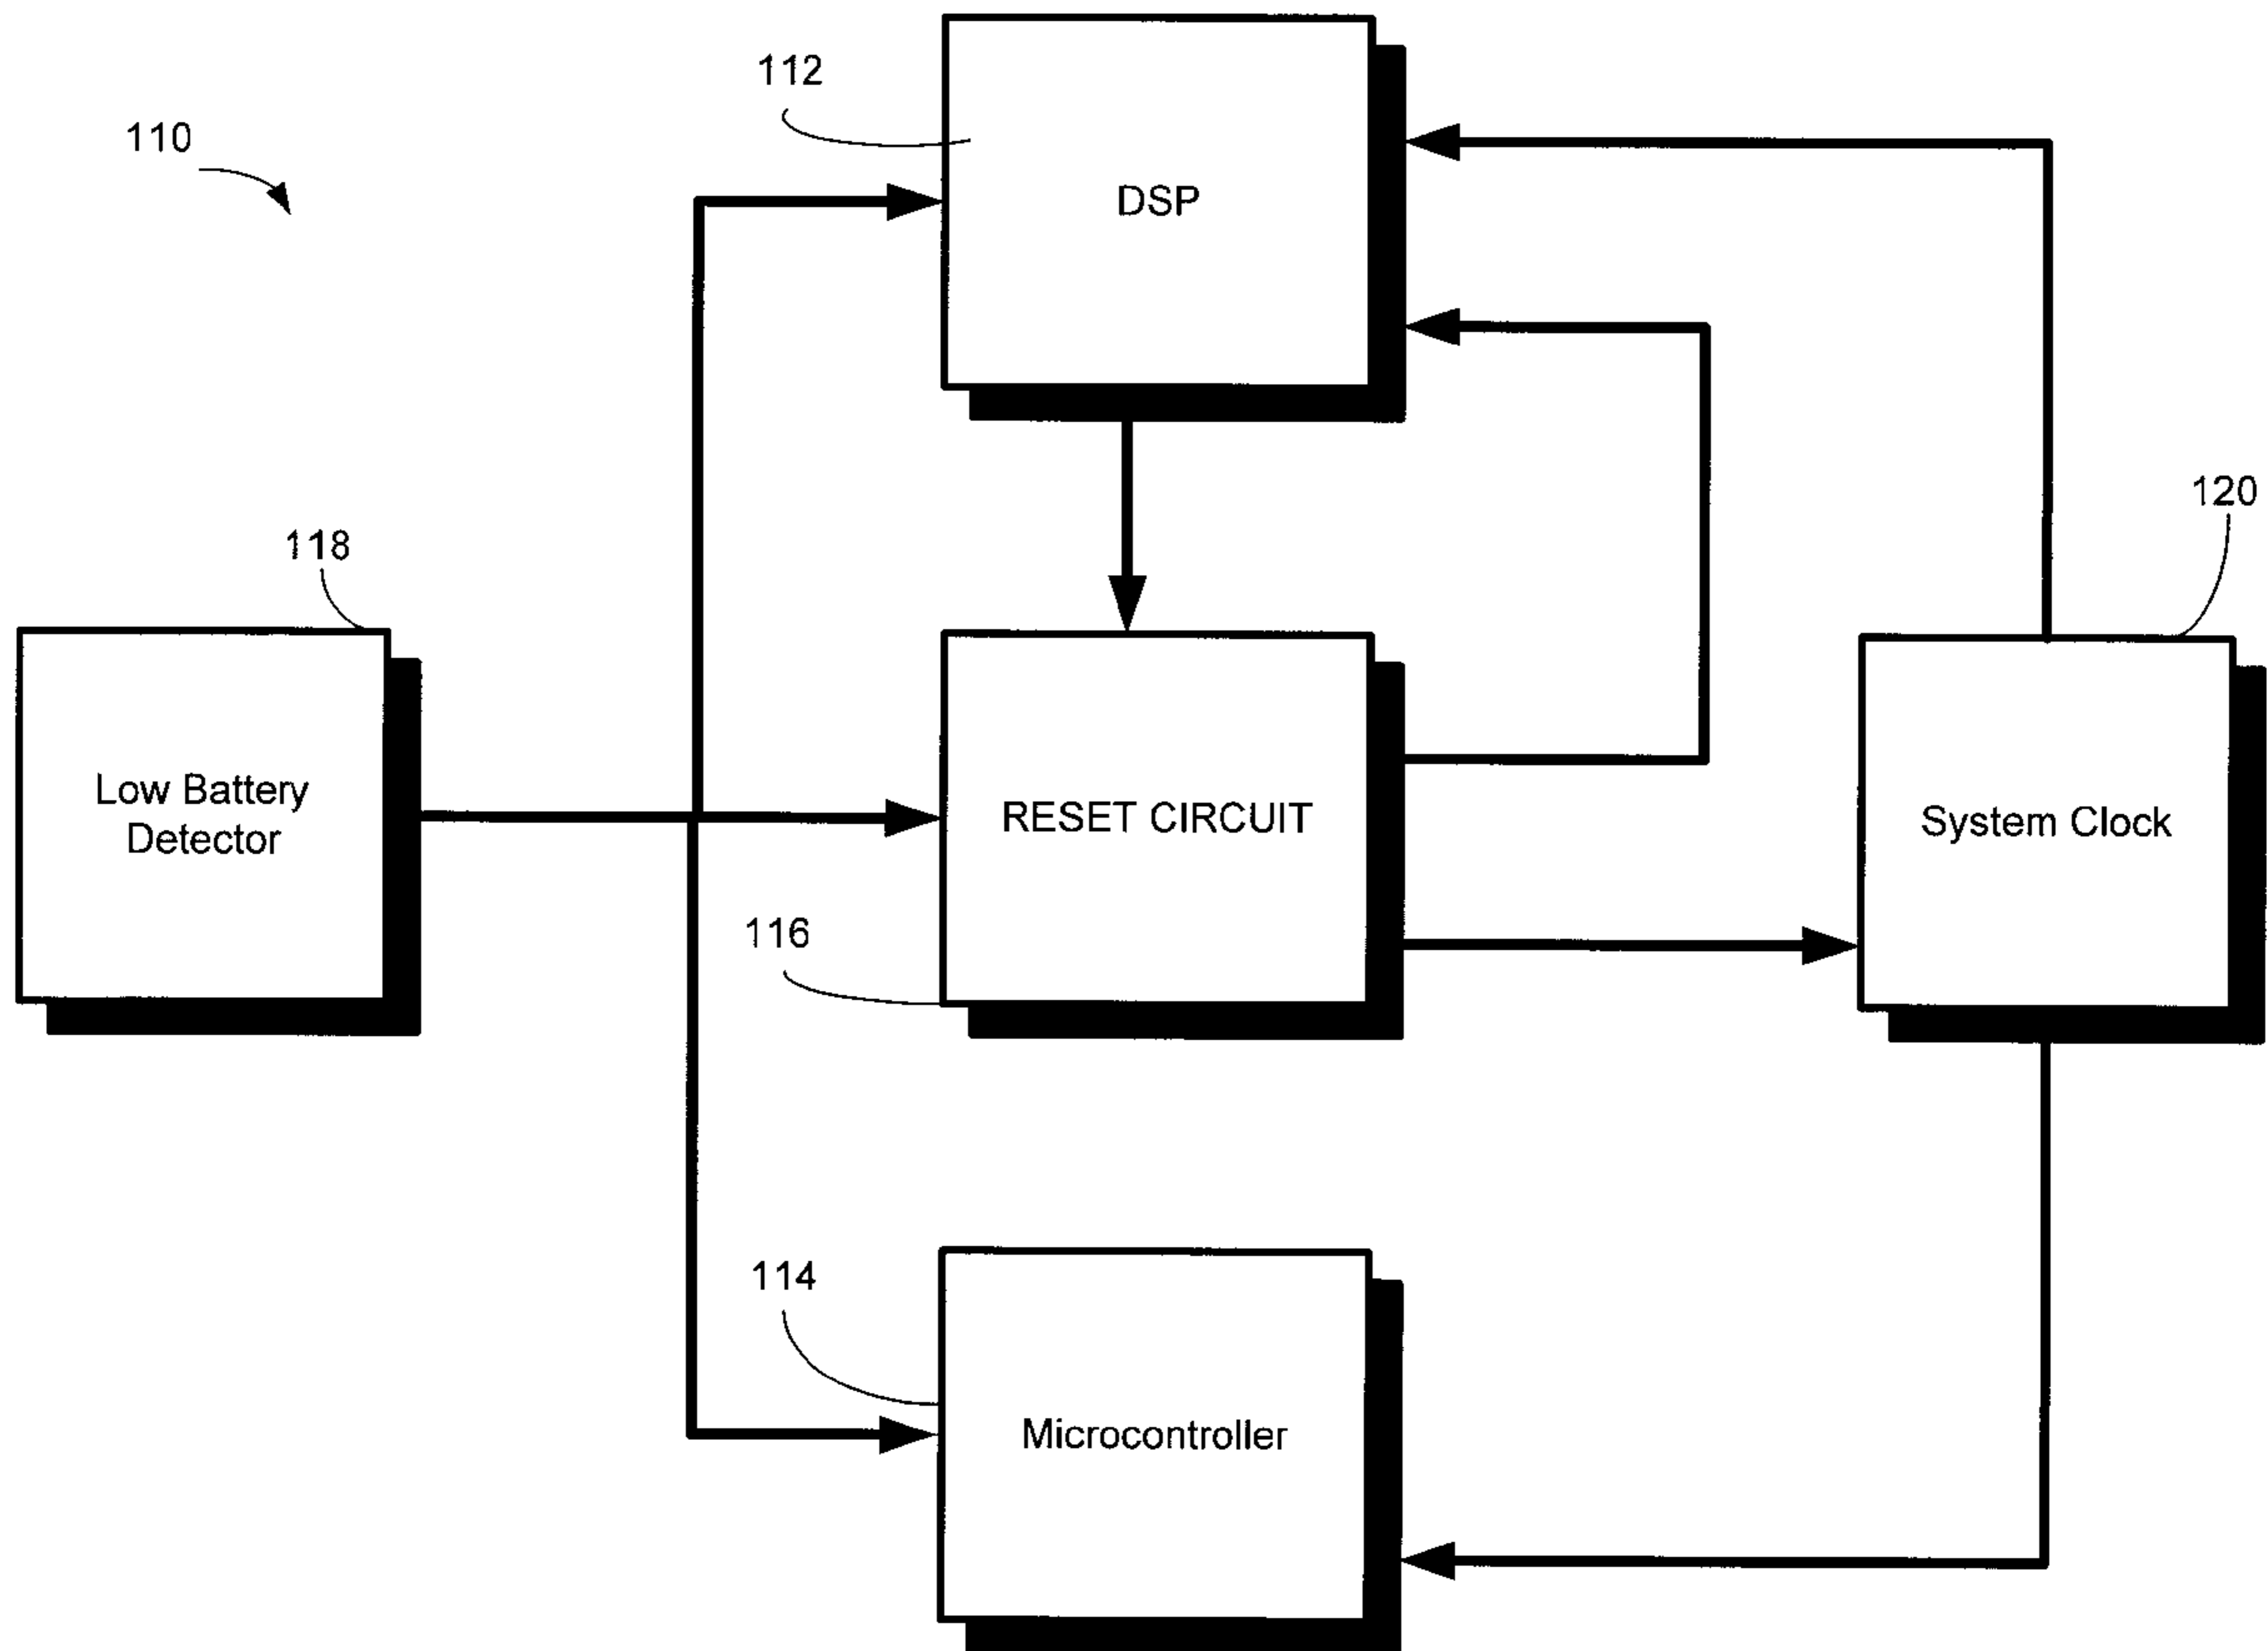 112
110
DSP
120
118
Low Battery
Detector
RESET CIRCUIT
System Clock
116
114
Microcontroller